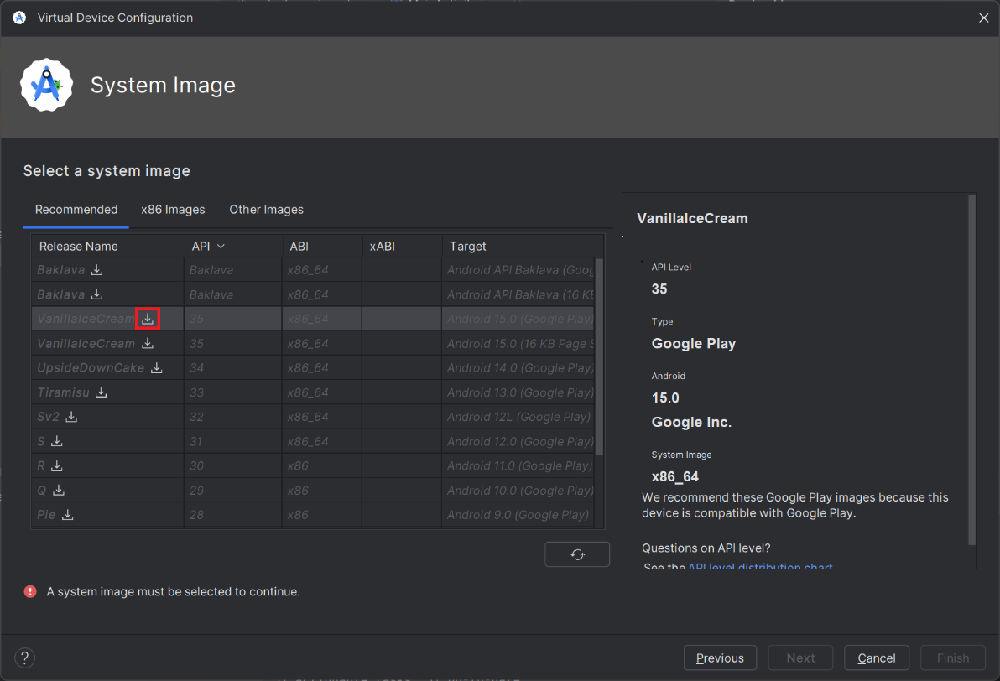 Virtual Device Configuration
System Image
Select a system image
Recommended x86 Images Other Images
Release Name API ABI xABI Target
Baklava Baklava x86_64 Android API Baklava (Goog
Baklava Baklava x86_64 Android API Baklava (16 KB
VanillaIceCream 35 x86_64 Android 15.0 (Google Play)
VanillaIceCream 35 x86_64 Android 15.0 (16 KB Page S
UpsideDownCake 34 x86_64 Android 14.0 (Google Play)
Tiramisu 33 x86_64 Android 13.0 (Google Play)
Sv2 32 x86_64 Android 12L (Google Play)
S 31 x86_64 Android 12.0 (Google Play)
R 30 x86 Android 11.0 (Google Play)
Q 29 x86 Android 10.0 (Google Play)
Pie 28 x86 Android 9.0 (Google Play)
VanillaIceCream
API Level
35
Type
Google Play
Android
15.0
Google Inc.
System Image
x86_64
We recommend these Google Play images because this
device is compatible with Google Play.
Questions on API level?
See the API level distribution chart
A system image must be selected to continue.
? Previous Next Cancel Finish